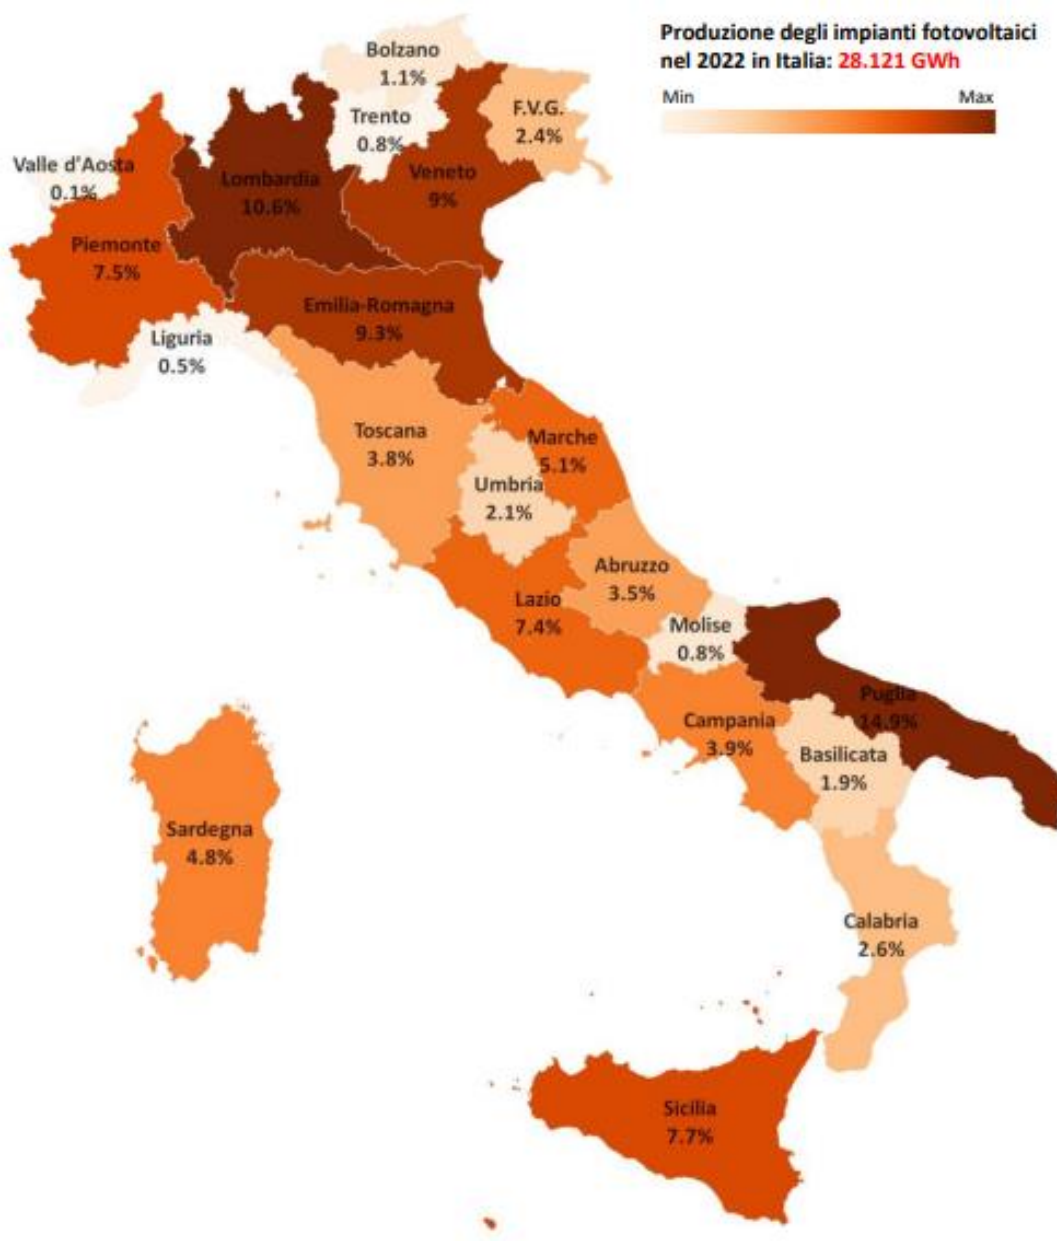 Produzione degli impianti fotovoltaici
nel 2022 in Italia: 28.121 GWh
Min
Max
Bolzano
1.1%
Trento
0.8%
F.V.G.
2.4%
Valle d'Aosta
0.1%
Lombardia
10.6%
Veneto
9%
Piemonte
7.5%
Emilia-Romagna
9.3%
Liguria
0.5%
Toscana
3.8%
Marche
5.1%
Umbria
2.1%
Abruzzo
3.5%
Lazio
7.4%
Molise
0.8%
Puglia
14.9%
Campania
3.9%
Basilicata
1.9%
Sardegna
4.8%
Calabria
2.6%
Sicilia
7.7%